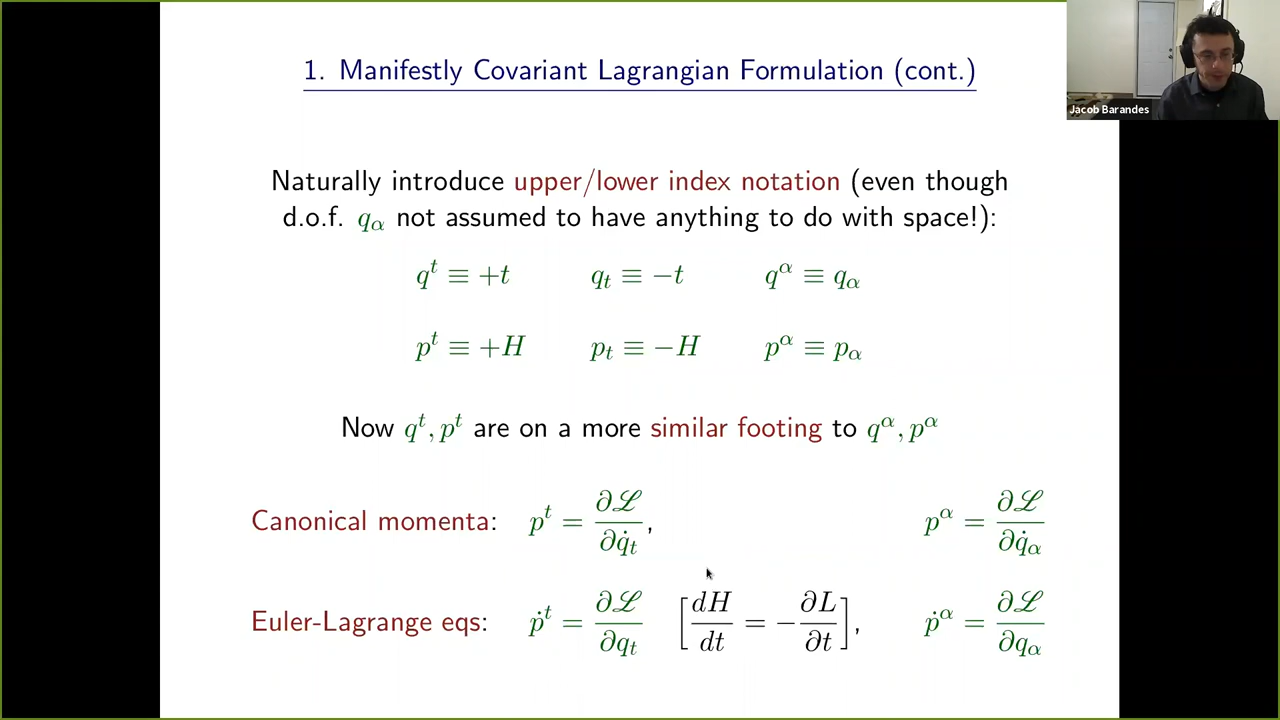 1. Manifestly Covariant Lagrangian Formulation (cont.)
Jacob Barandes
Naturally introduce upper/lower index notation (even though
d.o.f. qα not assumed to have anything to do with space!):
q^t ≡ +t q_t ≡ −t q^α ≡ q_α
p^t ≡ +H p_t ≡ −H p^α ≡ p_α
Now q^t, p^t are on a more similar footing to q^α, p^α
Canonical momenta: p^t = ∂ℒ/∂q̇_t, p^α = ∂ℒ/∂q̇_α
Euler-Lagrange eqs: ṗ^t = ∂ℒ/∂q_t [dH/dt = −∂L/∂t], ṗ^α = ∂ℒ/∂q_α